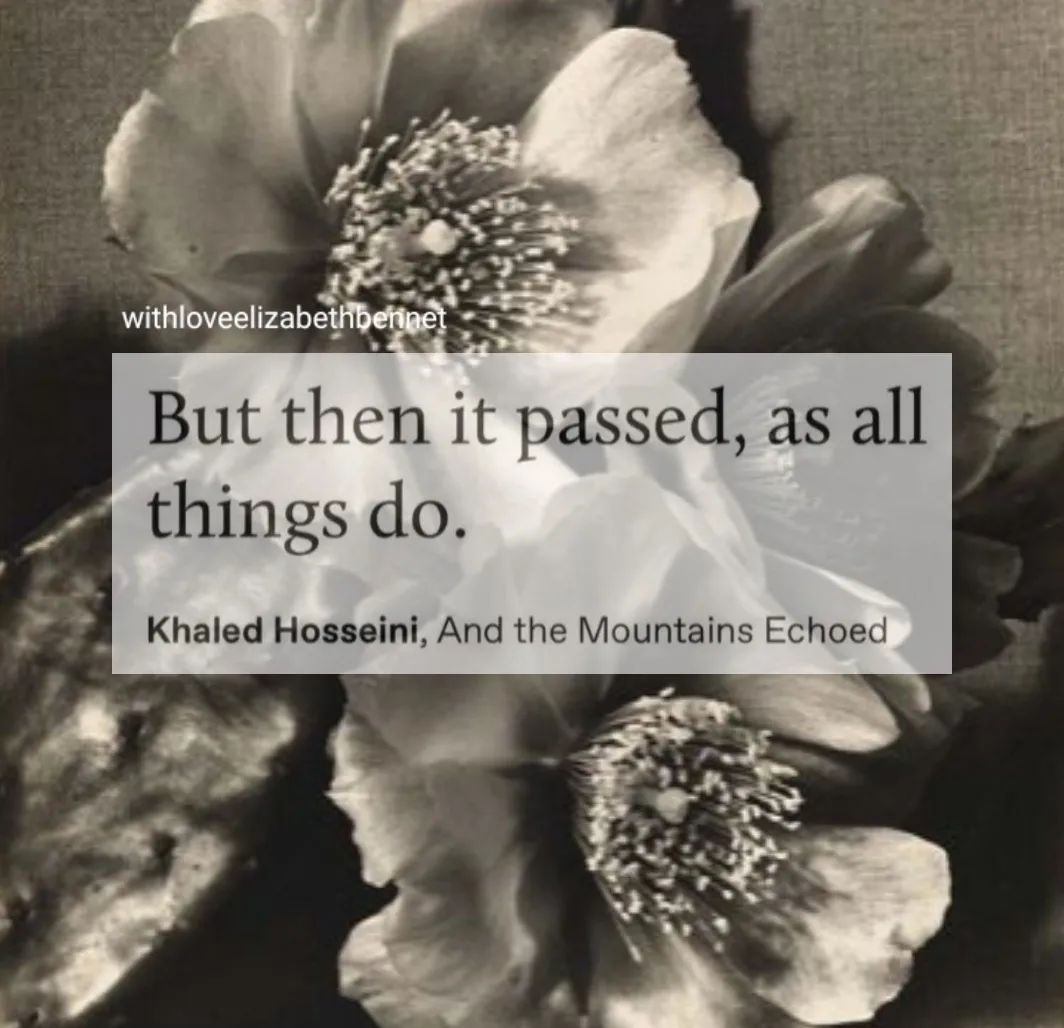 withloveelizabethbennet
But then it passed, as all
things do.
Khaled Hosseini, And the Mountains Echoed